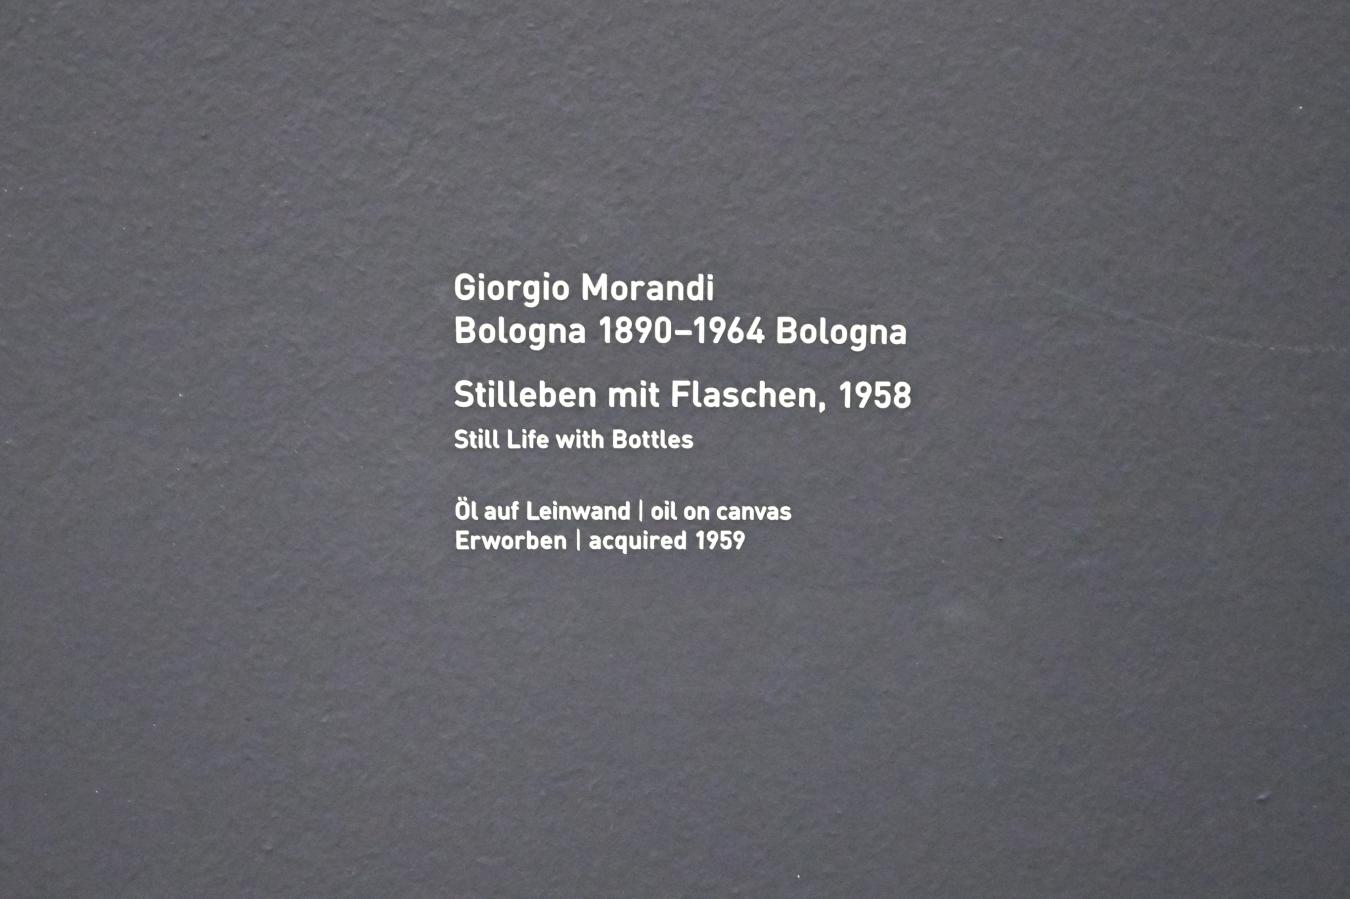 Giorgio Morandi
Bologna 1890–1964 Bologna
Stilleben mit Flaschen, 1958
Still Life with Bottles
Öl auf Leinwand | oil on canvas
Erworben | acquired 1959